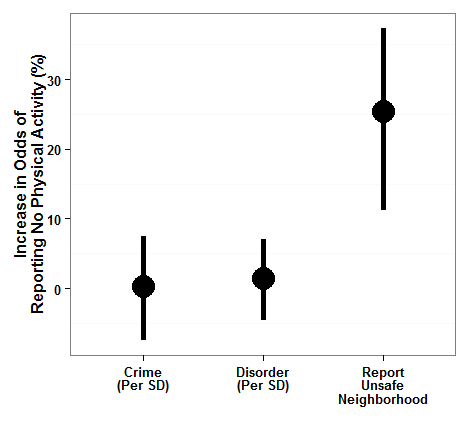 Increase in Odds of
Reporting No Physical Activity (%)
30
20
10
0
Crime
(Per SD)
Disorder
(Per SD)
Report
Unsafe
Neighborhood